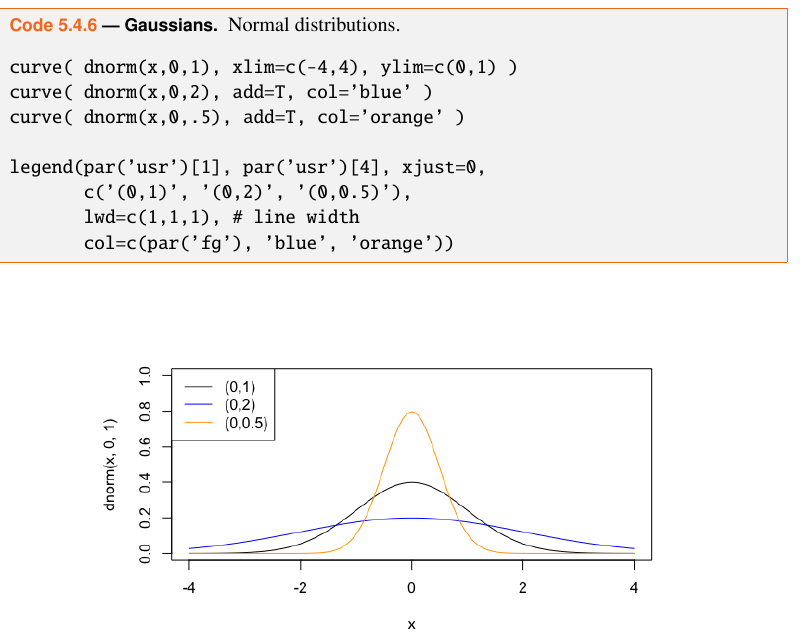 Code 5.4.6 — Gaussians. Normal distributions.
curve( dnorm(x,0,1), xlim=c(-4,4), ylim=c(0,1) )
curve( dnorm(x,0,2), add=T, col='blue' )
curve( dnorm(x,0,.5), add=T, col='orange' )
legend(par('usr')[1], par('usr')[4], xjust=0,
c('(0,1)', '(0,2)', '(0,0.5)'),
lwd=c(1,1,1), # line width
col=c(par('fg'), 'blue', 'orange'))
(0,1)
(0,2)
(0,0.5)
dnorm(x, 0, 1)
1.0
0.8
0.6
0.4
0.2
0.0
-4 -2 0 2 4
x